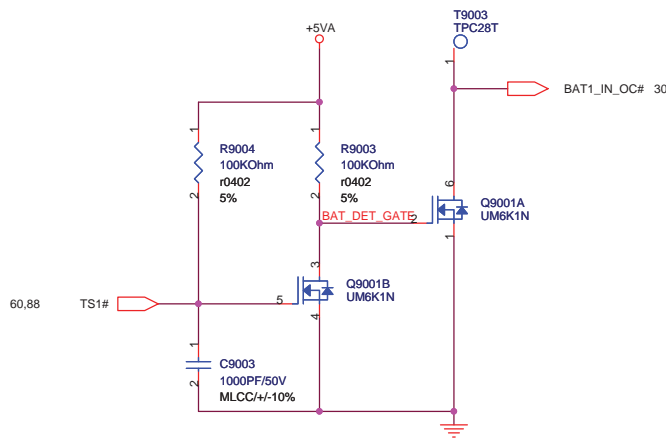 T9003
TPC28T
+5VA
1
BAT1_IN_OC# 30
1
R9004
100KOhm
r0402
5%
2
1
R9003
100KOhm
r0402
5%
2
6
Q9001A
UM6K1N
BAT_DET_GATE
2
1
3
Q9001B
UM6K1N
5
4
60,88 TS1#
1
C9003
1000PF/50V
MLCC/+/-10%
2